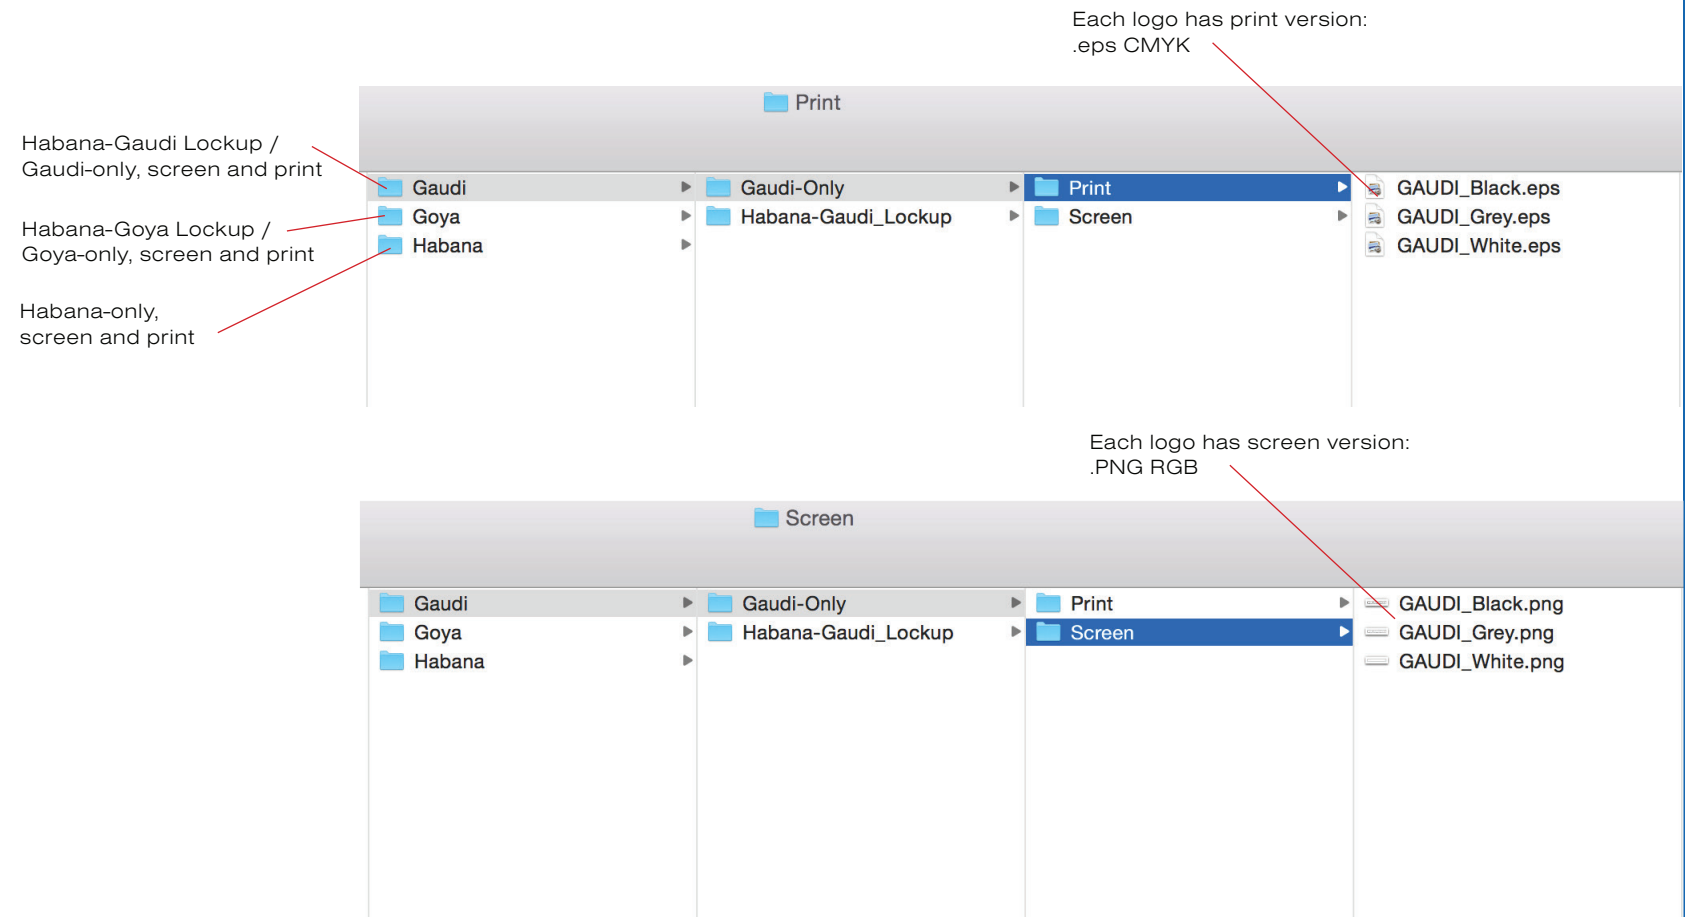 Each logo has print version:
.eps CMYK
Print
Habana-Gaudi Lockup /
Gaudi-only, screen and print
Habana-Goya Lockup /
Goya-only, screen and print
Habana-only,
screen and print
Gaudi
Goya
Habana
Gaudi-Only
Habana-Gaudi_Lockup
Print
Screen
GAUDI_Black.eps
GAUDI_Grey.eps
GAUDI_White.eps
Each logo has screen version:
.PNG RGB
Screen
Gaudi
Goya
Habana
Gaudi-Only
Habana-Gaudi_Lockup
Print
Screen
GAUDI_Black.png
GAUDI_Grey.png
GAUDI_White.png